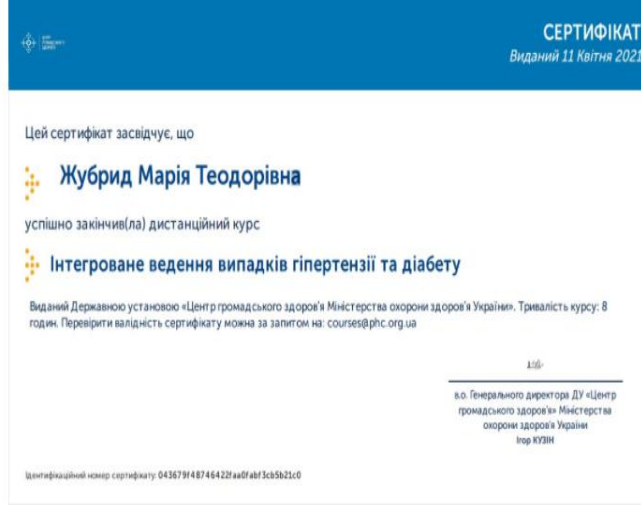 СЕРТИФІКАТ
Виданий 11 Квітня 2021
Цей сертифікат засвідчує, що
Жубрид Марія Теодорівна
успішно закінчив(ла) дистанційний курс
Інтегроване ведення випадків гіпертензії та діабету
Виданий Державною установою «Центр громадського здоров'я Міністерства охорони здоров'я України». Тривалість курсу: 8
годин. Перевірити валідність сертифікату можна за запитом на: courses@phc.org.ua
в.о. Генерального директора ДУ «Центр
громадського здоров'я» Міністерства
охорони здоров'я України
Ігор КУЗІН
Ідентифікаційний номер сертифікату: 043679f48746422faa0fabf3cb5b21c0